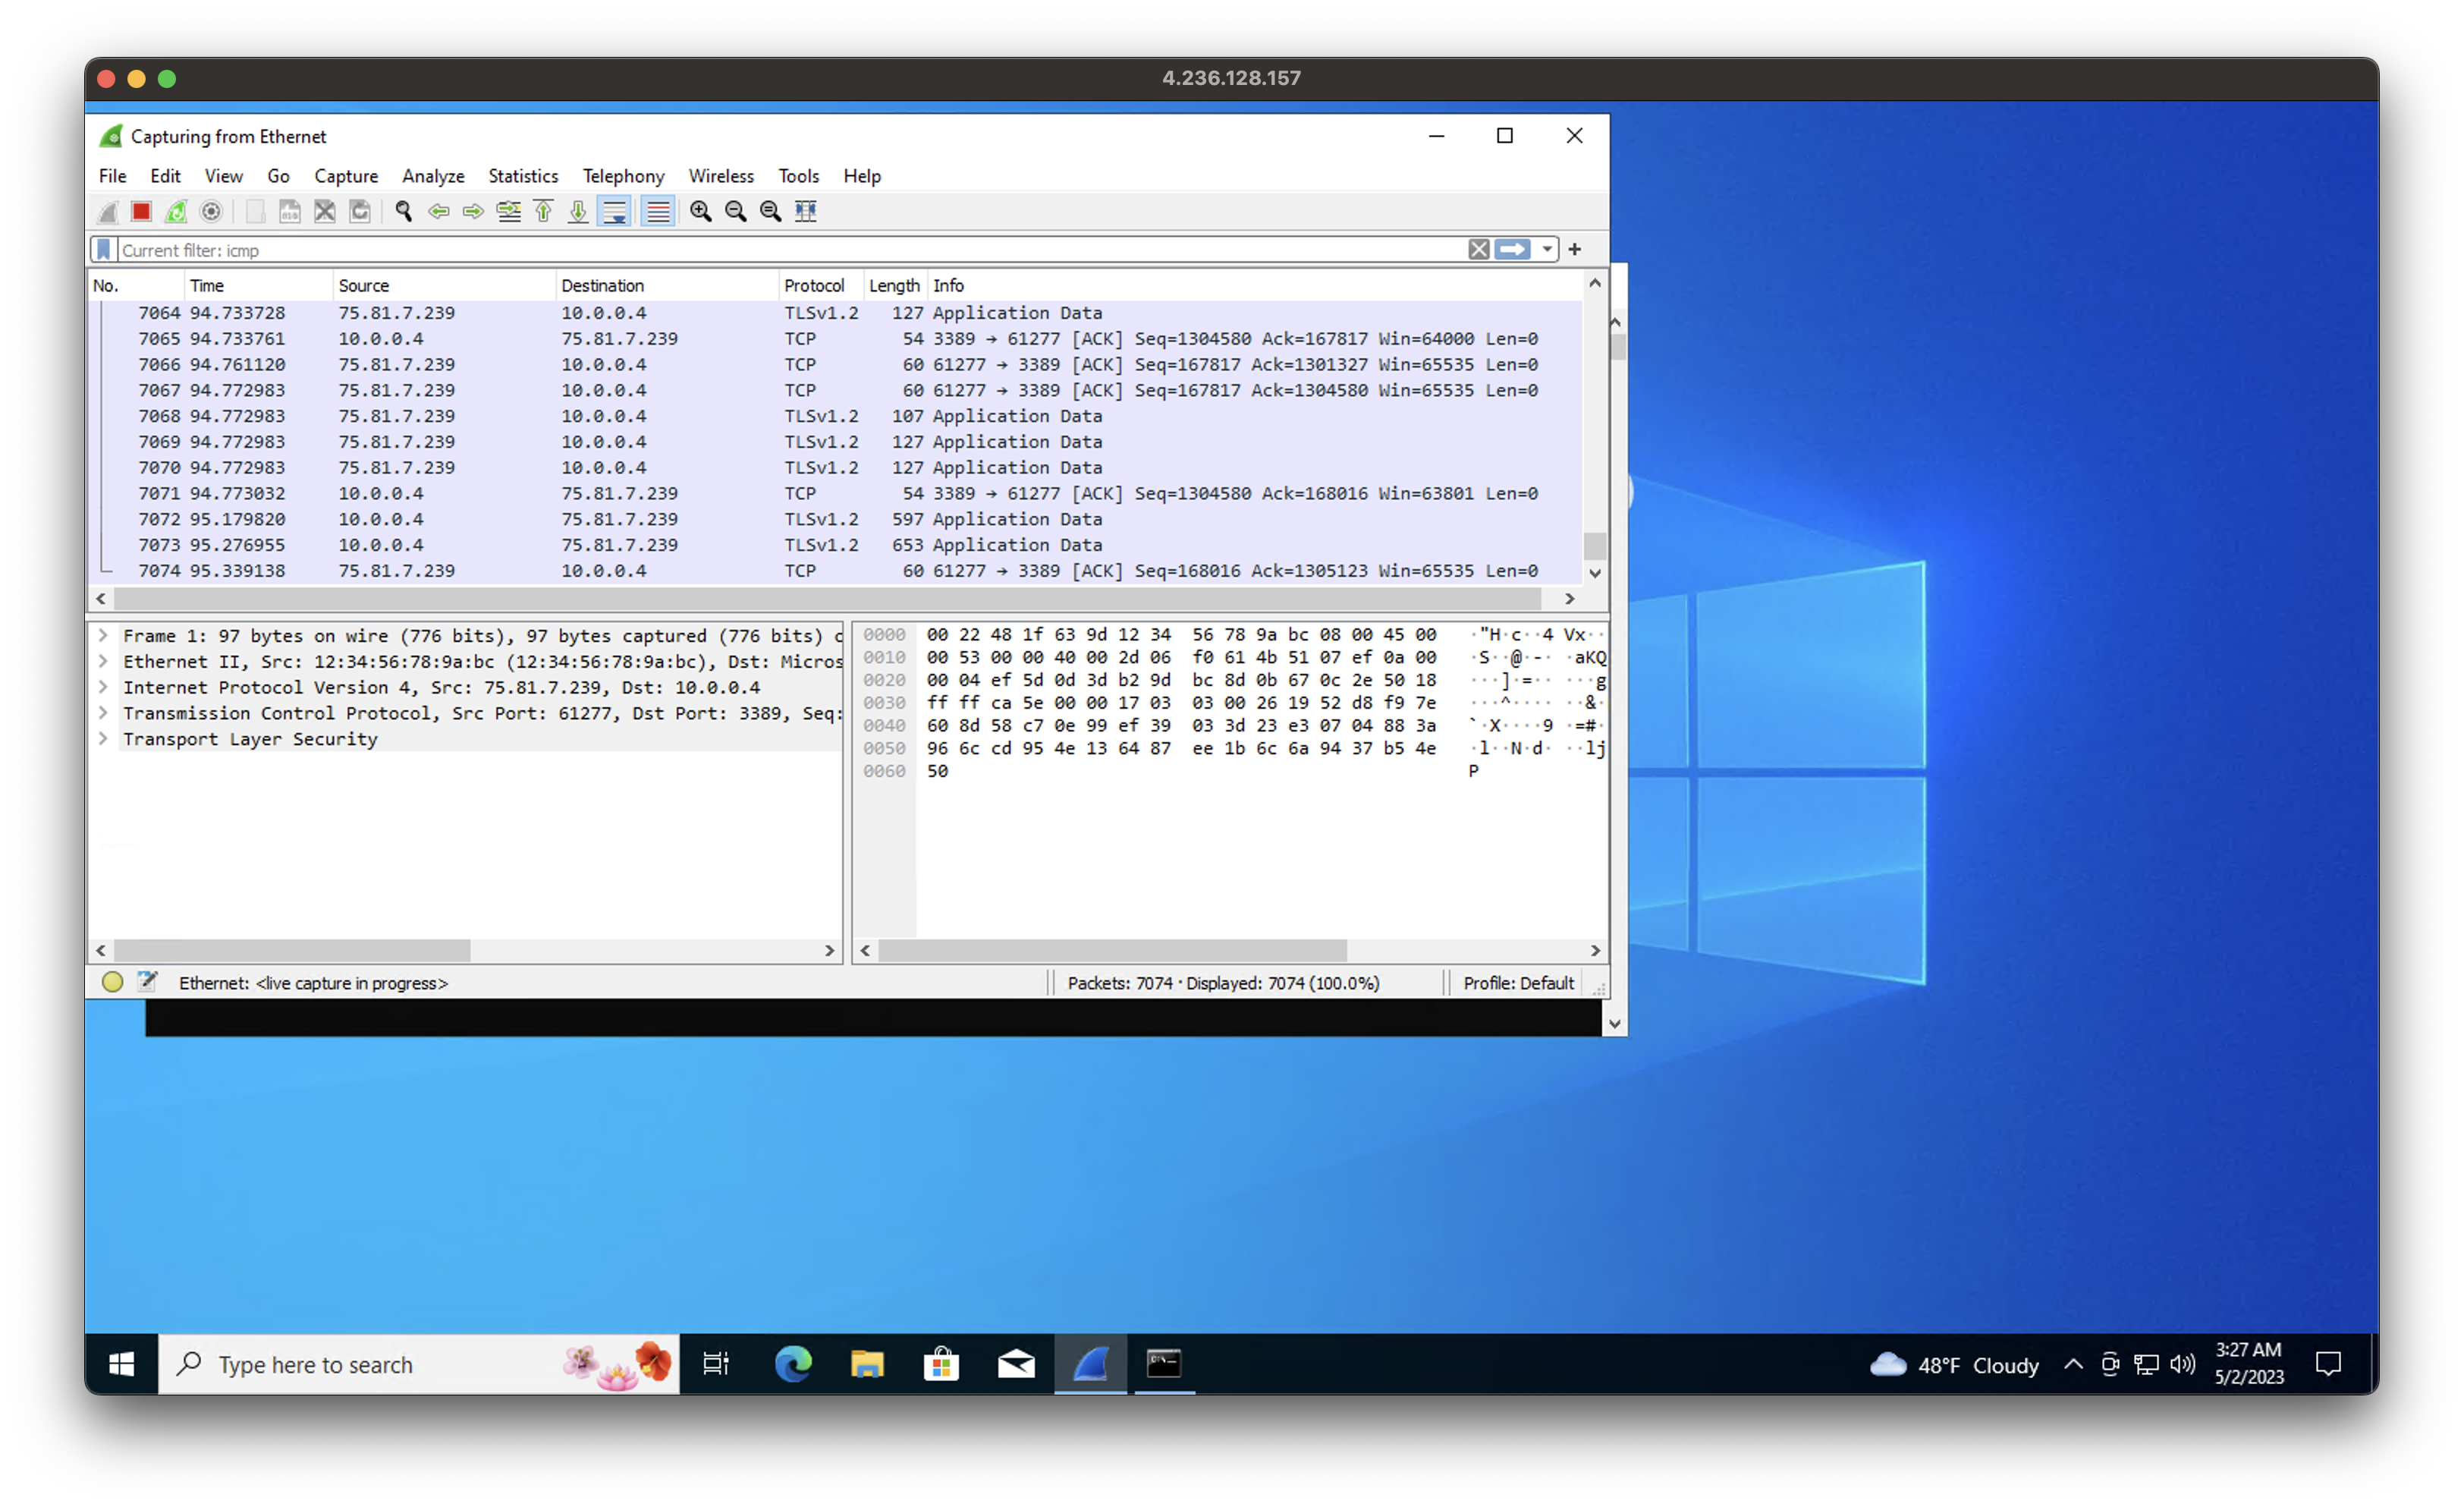 4.236.128.157
Capturing from Ethernet
File Edit View Go Capture Analyze Statistics Telephony Wireless Tools Help
Current filter: icmp
No. Time Source Destination Protocol Length Info
7064 94.733728 75.81.7.239 10.0.0.4 TLSv1.2 127 Application Data
7065 94.733761 10.0.0.4 75.81.7.239 TCP 54 3389 → 61277 [ACK] Seq=1304580 Ack=167817 Win=64000 Len=0
7066 94.761120 75.81.7.239 10.0.0.4 TCP 60 61277 → 3389 [ACK] Seq=167817 Ack=1301327 Win=65535 Len=0
7067 94.772983 75.81.7.239 10.0.0.4 TCP 60 61277 → 3389 [ACK] Seq=167817 Ack=1304580 Win=65535 Len=0
7068 94.772983 75.81.7.239 10.0.0.4 TLSv1.2 107 Application Data
7069 94.772983 75.81.7.239 10.0.0.4 TLSv1.2 127 Application Data
7070 94.772983 75.81.7.239 10.0.0.4 TLSv1.2 127 Application Data
7071 94.773032 10.0.0.4 75.81.7.239 TCP 54 3389 → 61277 [ACK] Seq=1304580 Ack=168016 Win=63801 Len=0
7072 95.179820 10.0.0.4 75.81.7.239 TLSv1.2 597 Application Data
7073 95.276955 10.0.0.4 75.81.7.239 TLSv1.2 653 Application Data
7074 95.339138 75.81.7.239 10.0.0.4 TCP 60 61277 → 3389 [ACK] Seq=168016 Ack=1305123 Win=65535 Len=0
Frame 1: 97 bytes on wire (776 bits), 97 bytes captured (776 bits) o
Ethernet II, Src: 12:34:56:78:9a:bc (12:34:56:78:9a:bc), Dst: Micros
Internet Protocol Version 4, Src: 75.81.7.239, Dst: 10.0.0.4
Transmission Control Protocol, Src Port: 61277, Dst Port: 3389, Seq:
Transport Layer Security
0000 00 22 48 1f 63 9d 12 34 56 78 9a bc 08 00 45 00 ·"H·c··4 Vx··
0010 00 53 00 00 40 00 2d 06 f0 61 4b 51 07 ef 0a 00 ·S··@·-· ·aKQ
0020 00 04 ef 5d 0d 3d b2 9d bc 8d 0b 67 0c 2e 50 18 ···]·=·· ···g
0030 ff ff ca 5e 00 00 17 03 03 00 26 19 52 d8 f9 7e ···^···· ··&·
0040 60 8d 58 c7 0e 99 ef 39 03 3d 23 e3 07 04 88 3a `·X····9 ·=#·
0050 96 6c cd 95 4e 13 64 87 ee 1b 6c 6a 94 37 b5 4e ·l··N·d· ··lj
0060 50 P
Ethernet: <live capture in progress> Packets: 7074 · Displayed: 7074 (100.0%) Profile: Default
Type here to search
48°F Cloudy
3:27 AM
5/2/2023